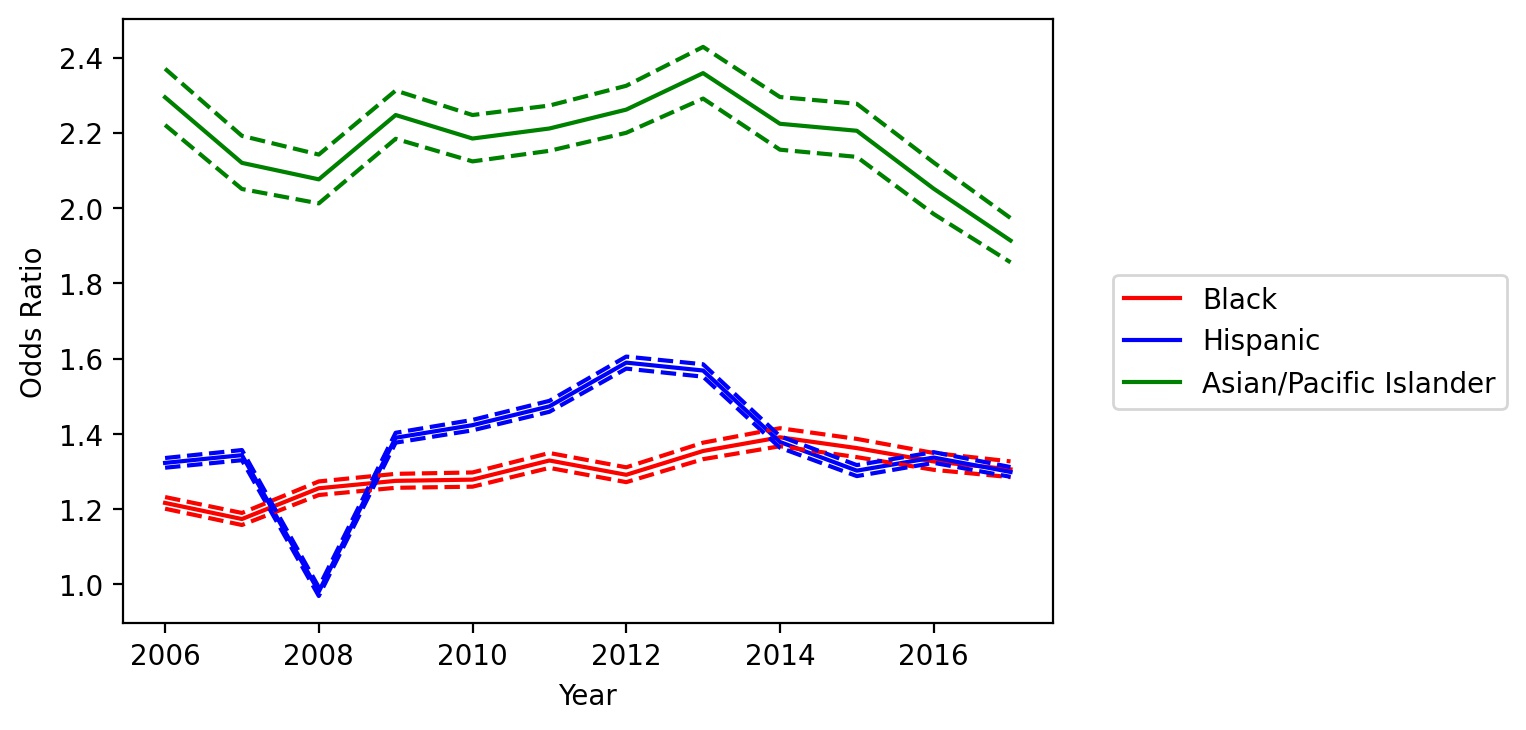 2.4
2.2
2.0
1.8
1.6
1.4
1.2
1.0
Odds Ratio
2006 2008 2010 2012 2014 2016
Year
Black
Hispanic
Asian/Pacific Islander